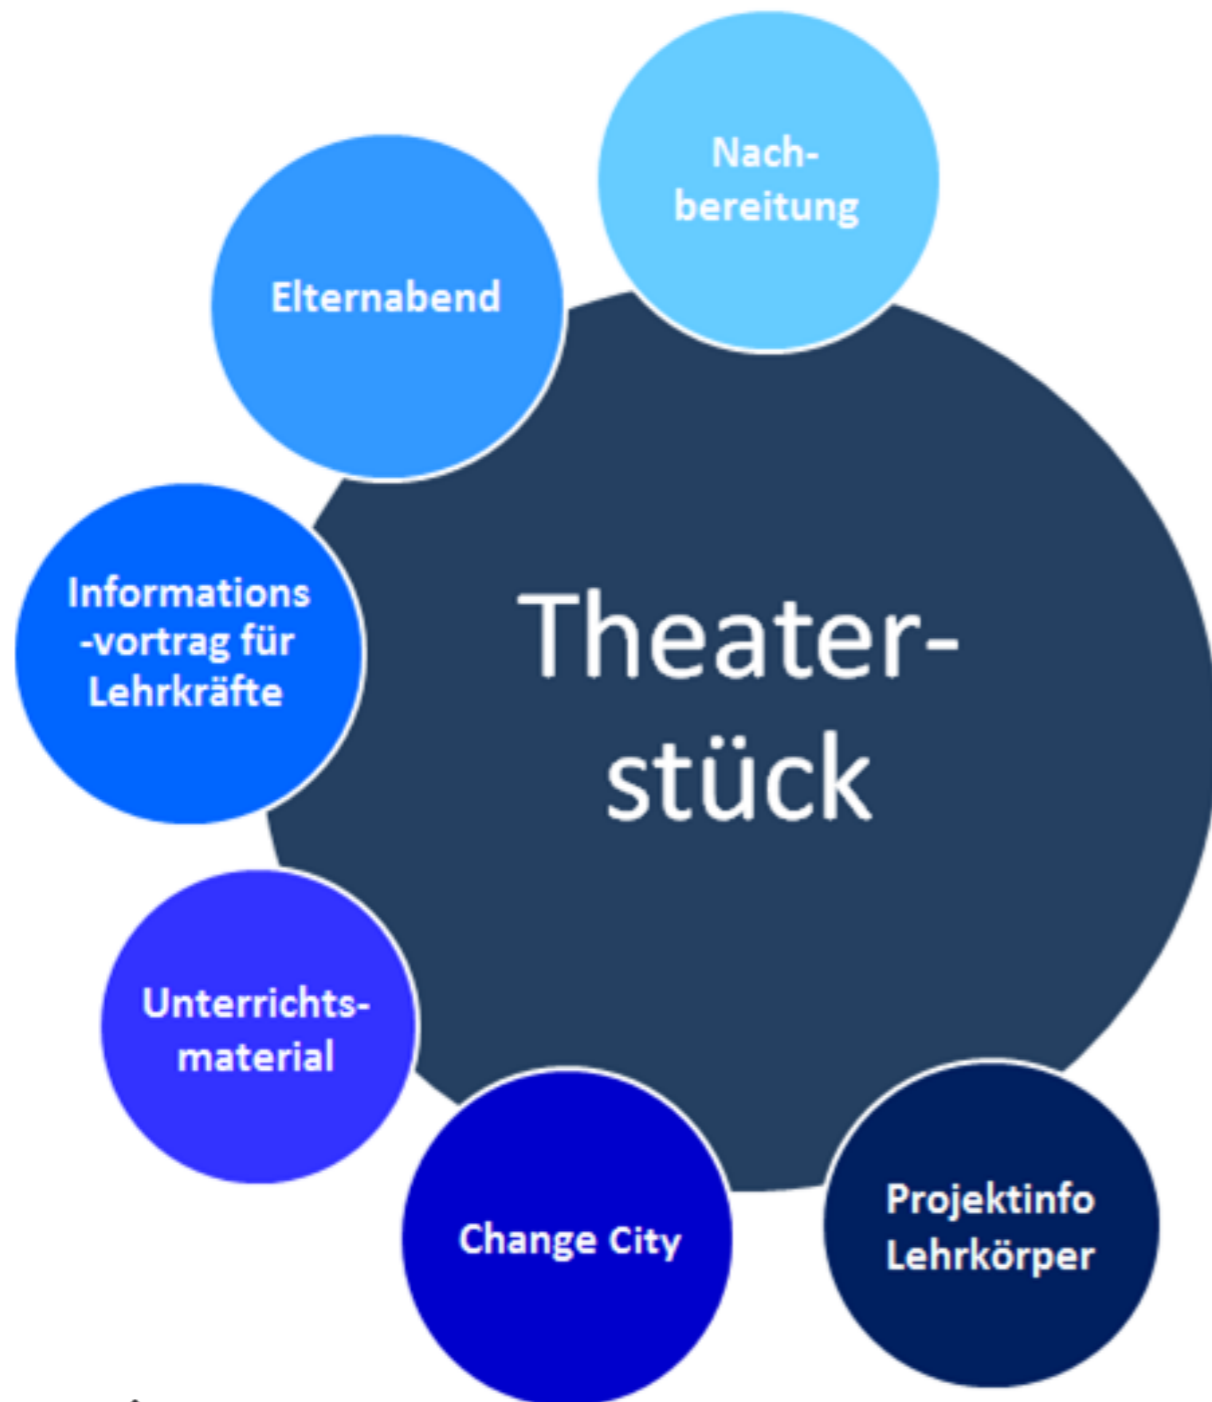 Nach-
bereitung
Elternabend
Informations
-vortrag für
Lehrkräfte
Theater-
stück
Unterrichts-
material
Change City
Projektinfo
Lehrkörper